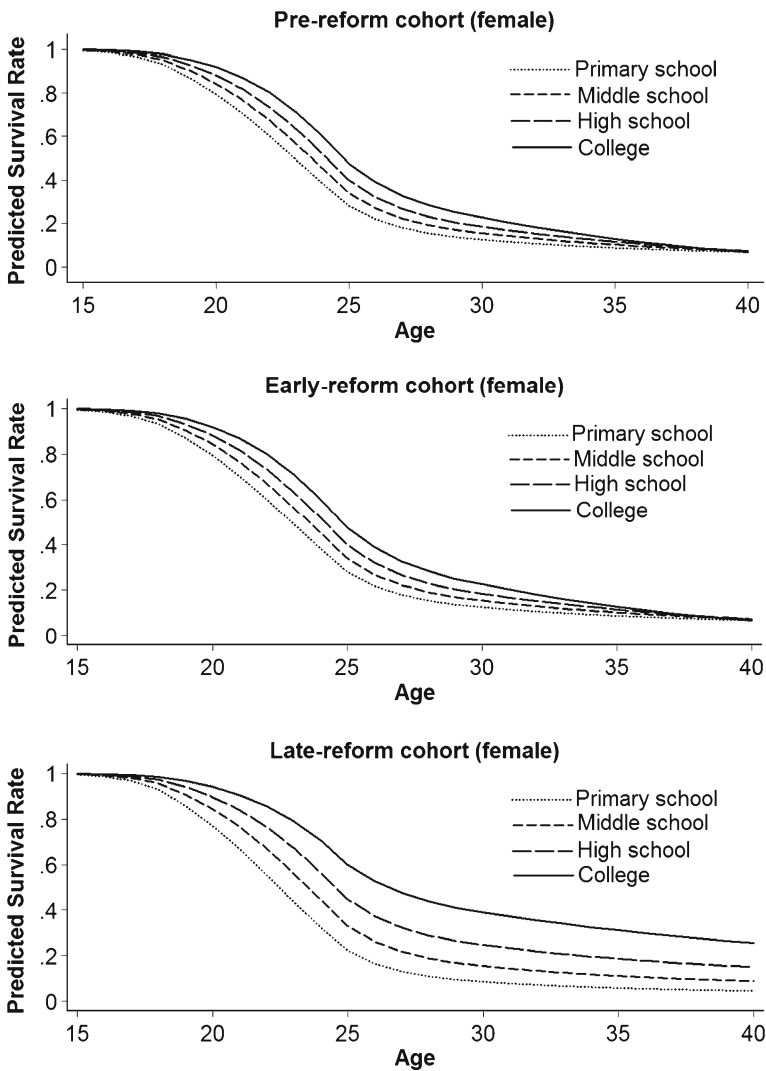 Pre-reform cohort (female)
Predicted Survival Rate
1
.8
.6
.4
.2
0
Primary school
Middle school
High school
College
15 20 25 30 35 40
Age
Early-reform cohort (female)
Predicted Survival Rate
1
.8
.6
.4
.2
0
Primary school
Middle school
High school
College
15 20 25 30 35 40
Age
Late-reform cohort (female)
Predicted Survival Rate
1
.8
.6
.4
.2
0
Primary school
Middle school
High school
College
15 20 25 30 35 40
Age